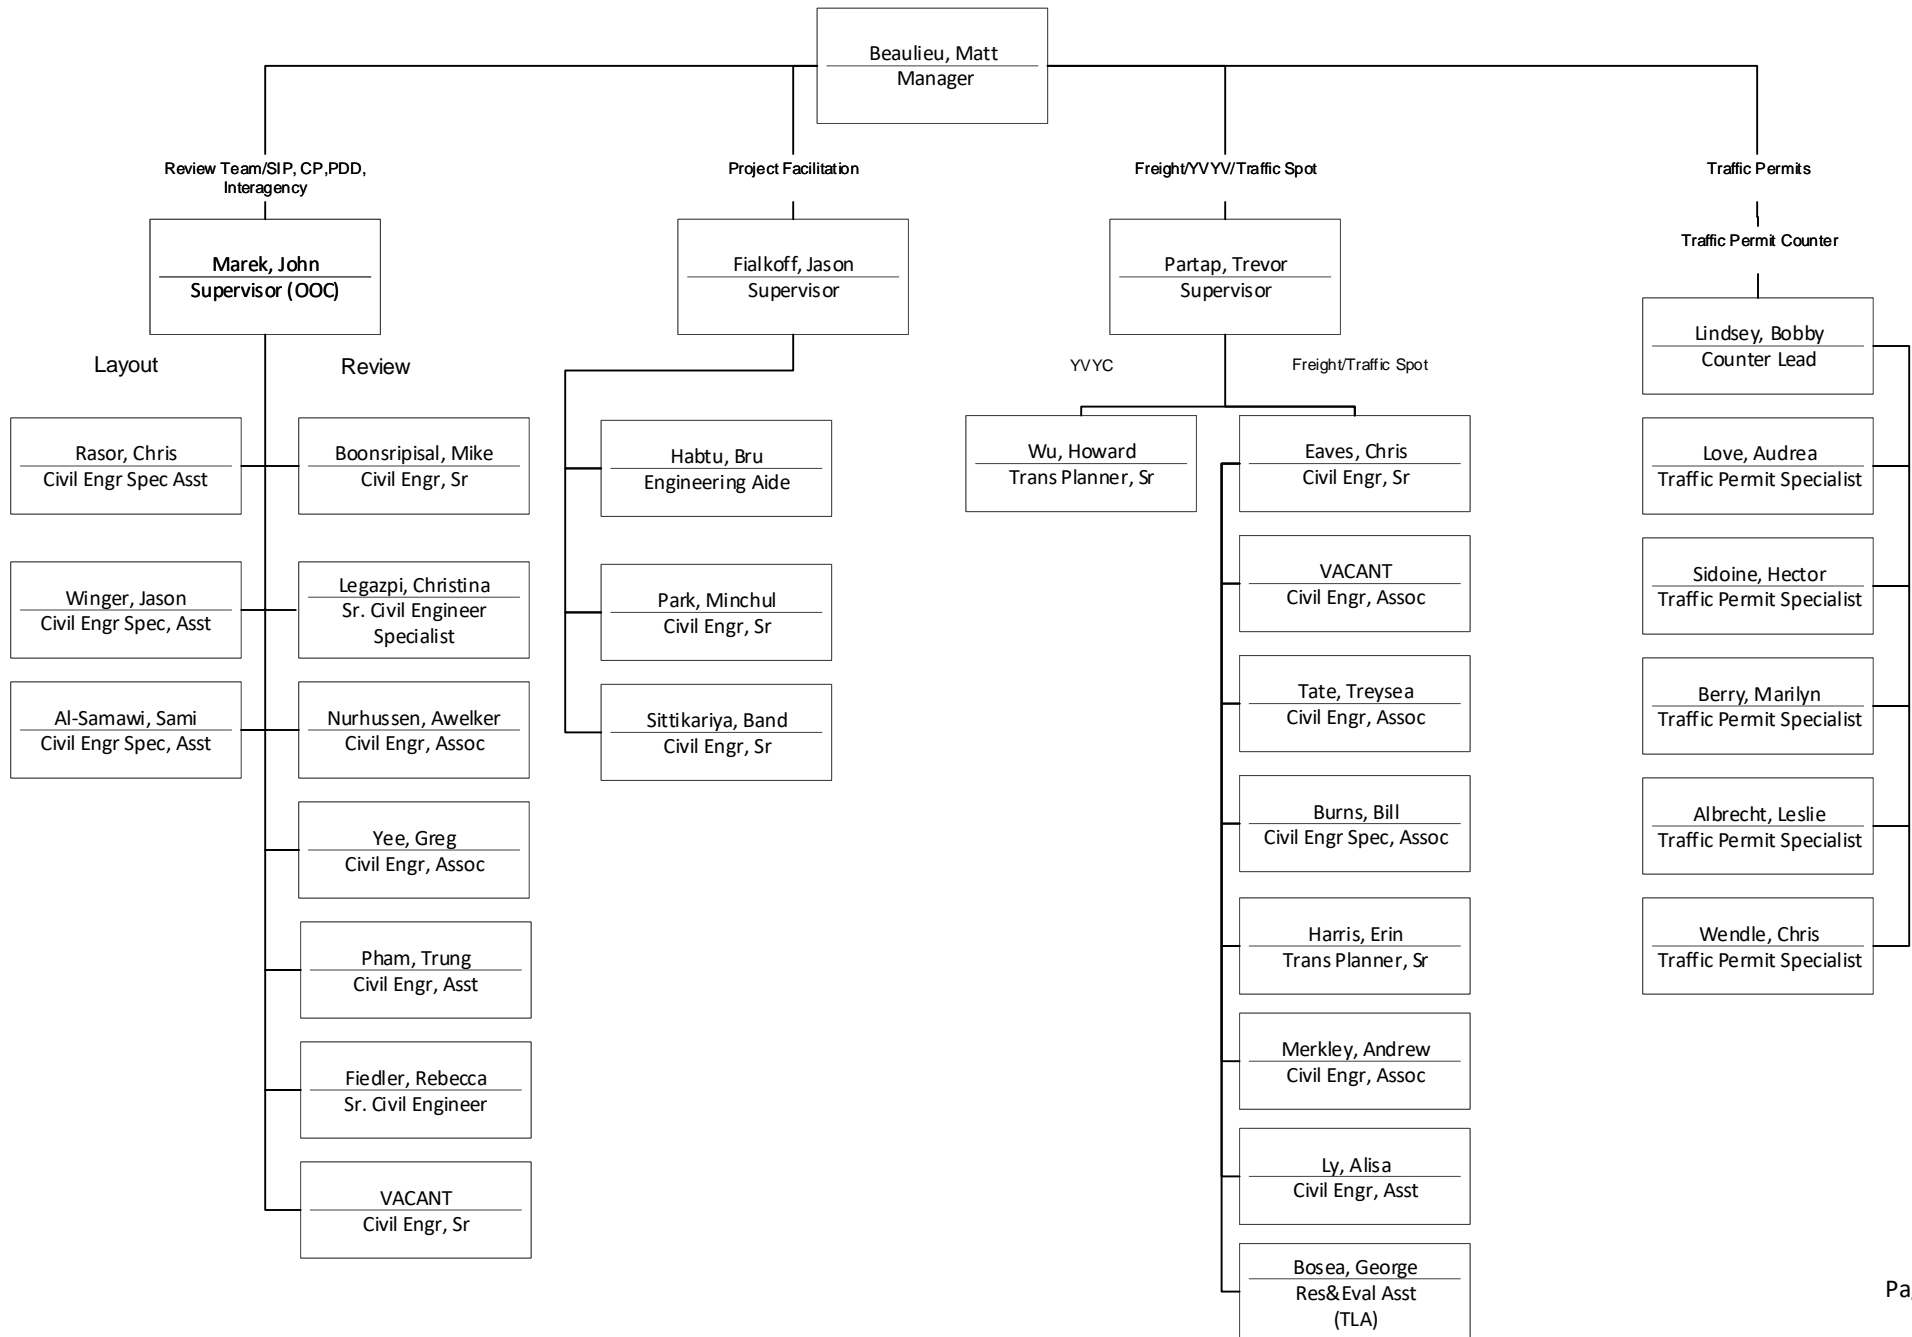 Beaulieu, Matt
Manager
Review Team/SIP, CP,PDD,
Interagency
Project Facilitation
Freight/YVYV/Traffic Spot
Traffic Permits
Traffic Permit Counter
Marek, John
Supervisor (OOC)
Fialkoff, Jason
Supervisor
Partap, Trevor
Supervisor
Lindsey, Bobby
Counter Lead
Layout
Review
YVYC
Freight/Traffic Spot
Rasor, Chris
Civil Engr Spec Asst
Winger, Jason
Civil Engr Spec, Asst
Al-Samawi, Sami
Civil Engr Spec, Asst
Boonsripisal, Mike
Civil Engr, Sr
Legazpi, Christina
Sr. Civil Engineer
Specialist
Nurhussen, Awelker
Civil Engr, Assoc
Yee, Greg
Civil Engr, Assoc
Pham, Trung
Civil Engr, Asst
Fiedler, Rebecca
Sr. Civil Engineer
VACANT
Civil Engr, Sr
Habtu, Bru
Engineering Aide
Park, Minchul
Civil Engr, Sr
Sittikariya, Band
Civil Engr, Sr
Wu, Howard
Trans Planner, Sr
Eaves, Chris
Civil Engr, Sr
VACANT
Civil Engr, Assoc
Tate, Treysea
Civil Engr, Assoc
Burns, Bill
Civil Engr Spec, Assoc
Harris, Erin
Trans Planner, Sr
Merkley, Andrew
Civil Engr, Assoc
Ly, Alisa
Civil Engr, Asst
Bosea, George
Res&Eval Asst
(TLA)
Love, Audrea
Traffic Permit Specialist
Sidoine, Hector
Traffic Permit Specialist
Berry, Marilyn
Traffic Permit Specialist
Albrecht, Leslie
Traffic Permit Specialist
Wendle, Chris
Traffic Permit Specialist